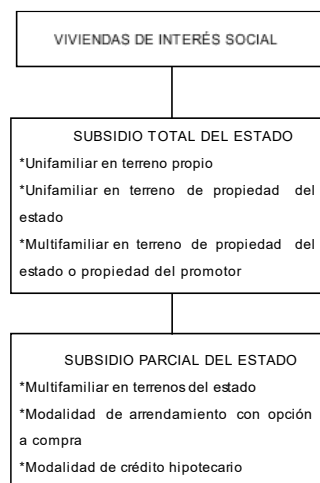 VIVIENDAS DE INTERÉS SOCIAL
SUBSIDIO TOTAL DEL ESTADO
*Unifamiliar en terreno propio
*Unifamiliar en terreno de propiedad del
estado
*Multifamiliar en terreno de propiedad del
estado o propiedad del promotor
SUBSIDIO PARCIAL DEL ESTADO
*Multifamiliar en terrenos del estado
*Modalidad de arrendamiento con opción
a compra
*Modalidad de crédito hipotecario